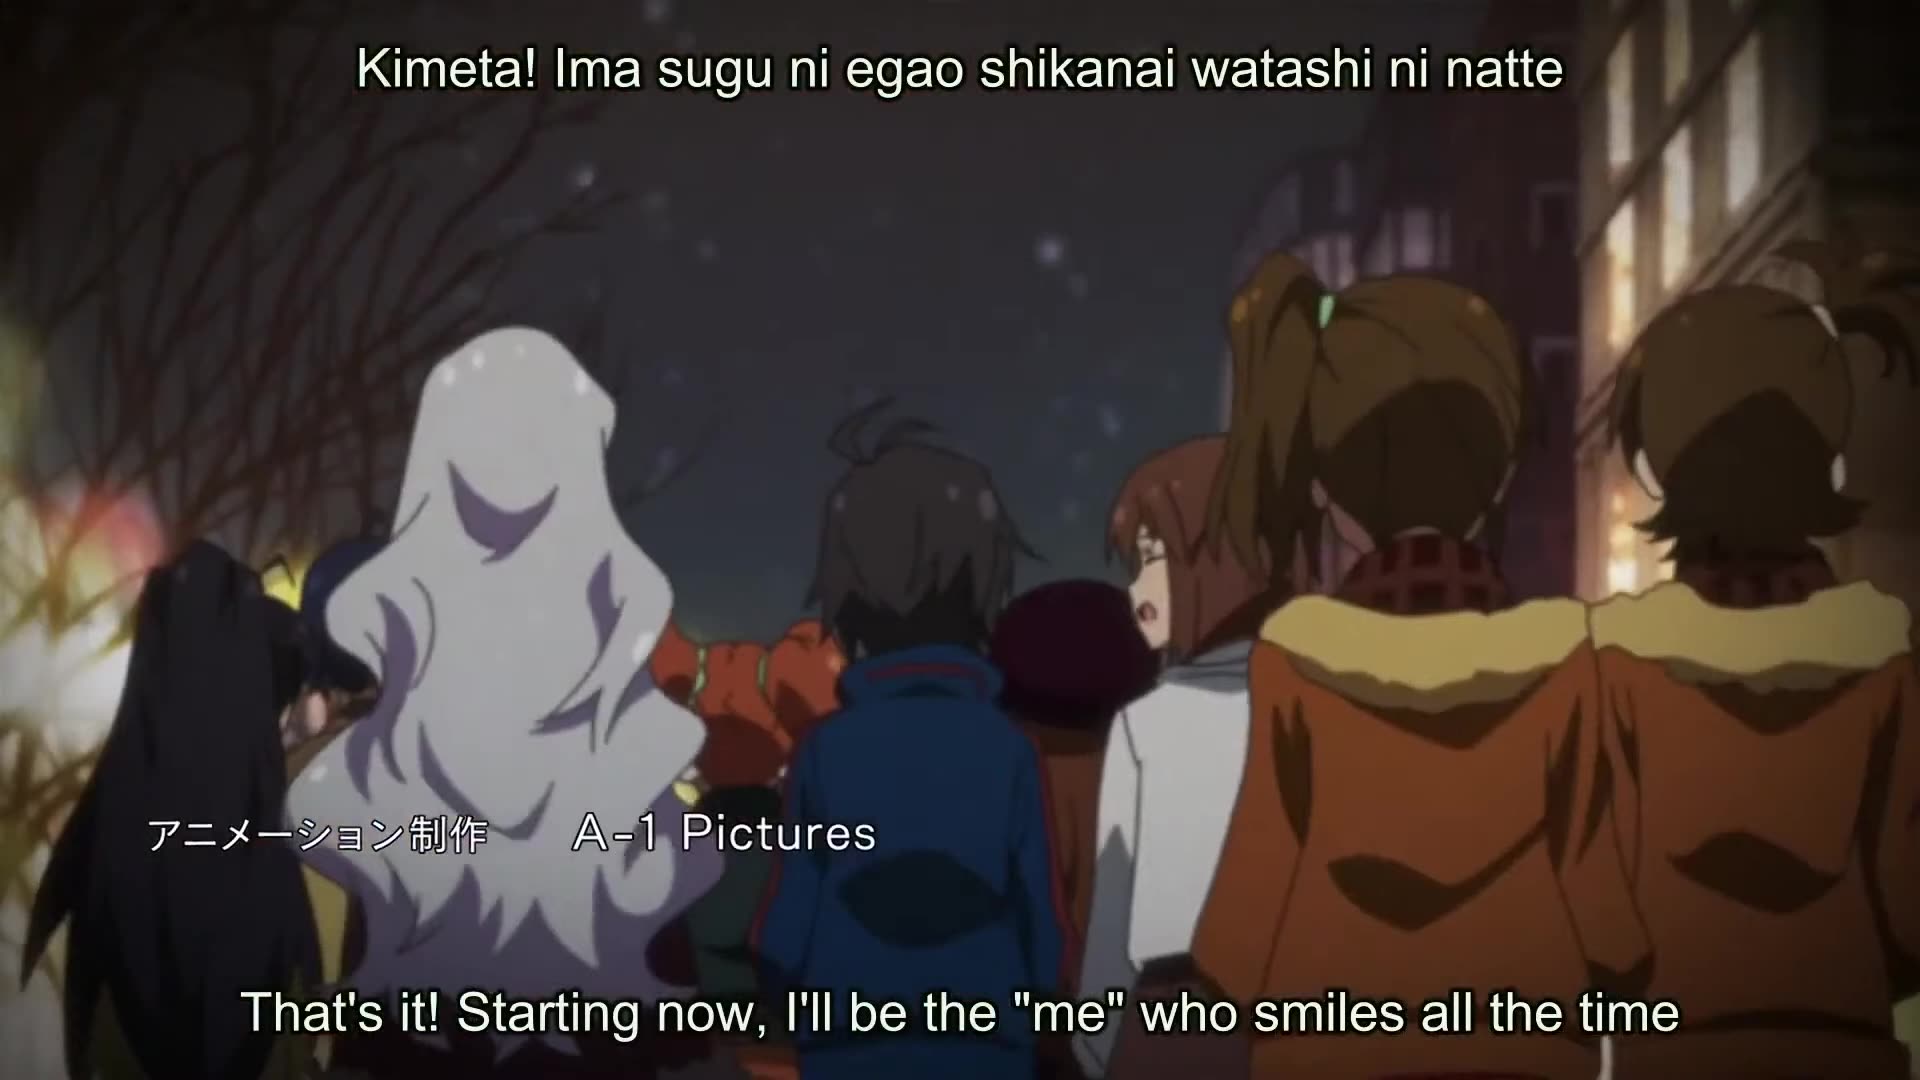 Kimeta! Ima sugu ni egao shikanai watashi ni natte
アニメーション制作 A-1 Pictures
That's it! Starting now, I'll be the "me" who smiles all the time